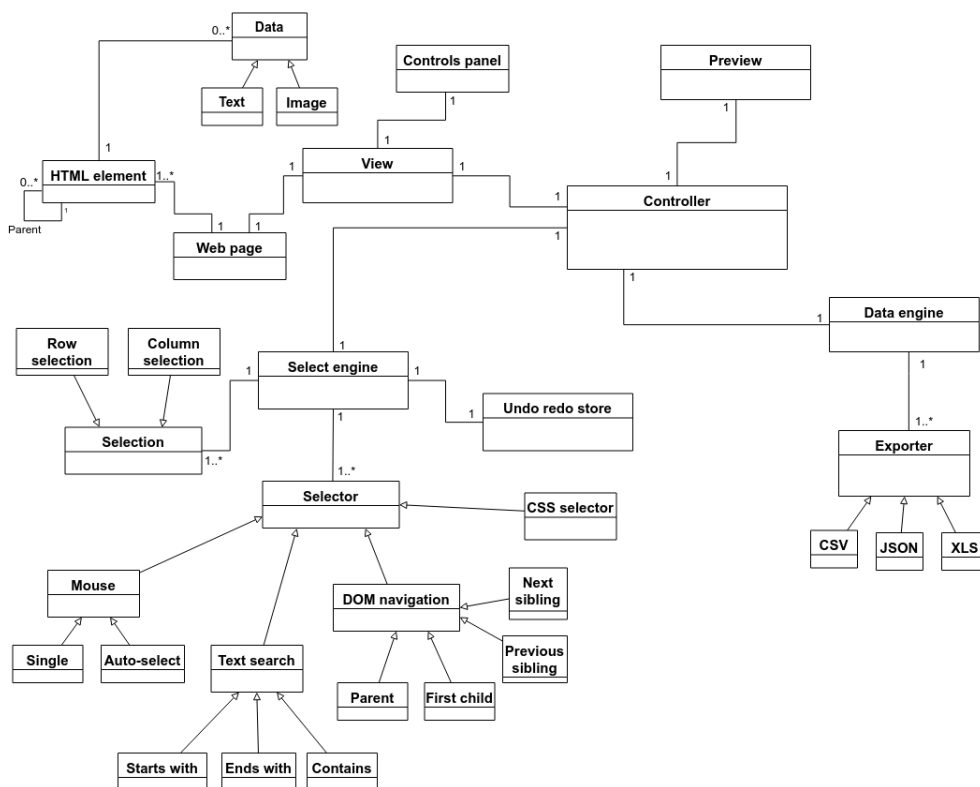 Data
0..*
Controls panel
Preview
Text
Image
1
1
1
1
HTML element
1..*
0..*
1
Parent
1
View
1
1
1
Controller
1
1
Web page
1
1
1
Data engine
Row
selection
Column
selection
1
1
Select engine
1
1
1
1
Undo redo store
Selection
1..*
1..*
1..*
Exporter
Selector
CSS selector
CSV
JSON
XLS
Mouse
DOM navigation
Next
sibling
Single
Auto-select
Text search
Previous
sibling
Parent
First child
Starts with
Ends with
Contains